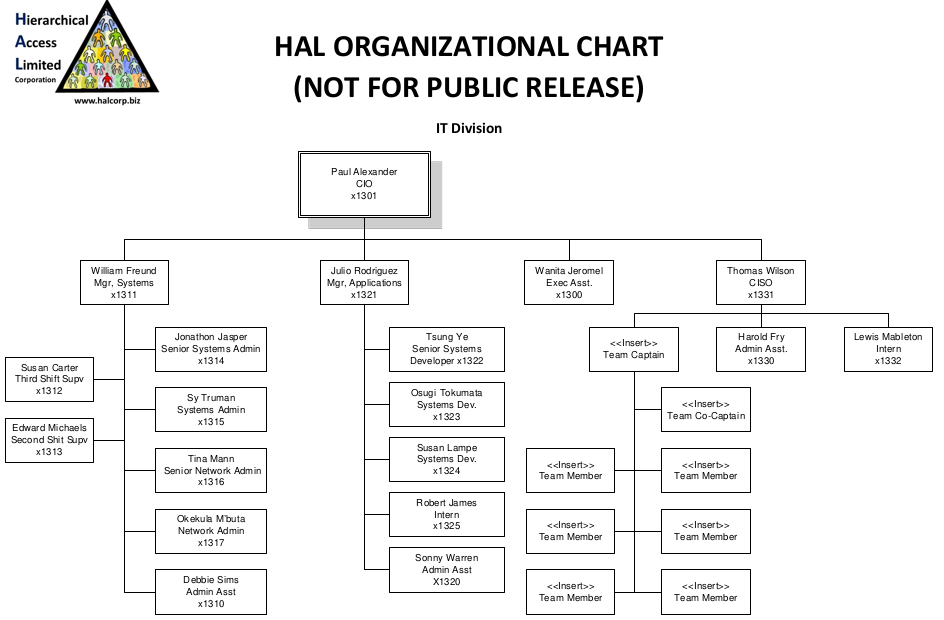 Hierarchical
Access
Limited
Corporation
www.halcorp.biz
HAL ORGANIZATIONAL CHART
(NOT FOR PUBLIC RELEASE)
IT Division
Paul Alexander
CIO
x1301
William Freund
Mgr, Systems
x1311
Julio Rodriguez
Mgr, Applications
x1321
Wanita Jeromel
Exec Asst.
x1300
Thomas Wilson
CISO
x1331
Jonathon Jasper
Senior Systems Admin
x1314
Susan Carter
Third Shift Supv
x1312
Sy Truman
Systems Admin
x1315
Edward Michaels
Second Shit Supv
x1313
Tina Mann
Senior Network Admin
x1316
Okekula M'buta
Network Admin
x1317
Debbie Sims
Admin Asst
x1310
Tsung Ye
Senior Systems
Developer x1322
Osugi Tokumata
Systems Dev.
x1323
Susan Lampe
Systems Dev.
x1324
Robert James
Intern
x1325
Sonny Warren
Admin Asst
X1320
<<Insert>>
Team Captain
Harold Fry
Admin Asst.
x1330
Lewis Mableton
Intern
x1332
<<Insert>>
Team Co-Captain
<<Insert>>
Team Member
<<Insert>>
Team Member
<<Insert>>
Team Member
<<Insert>>
Team Member
<<Insert>>
Team Member
<<Insert>>
Team Member